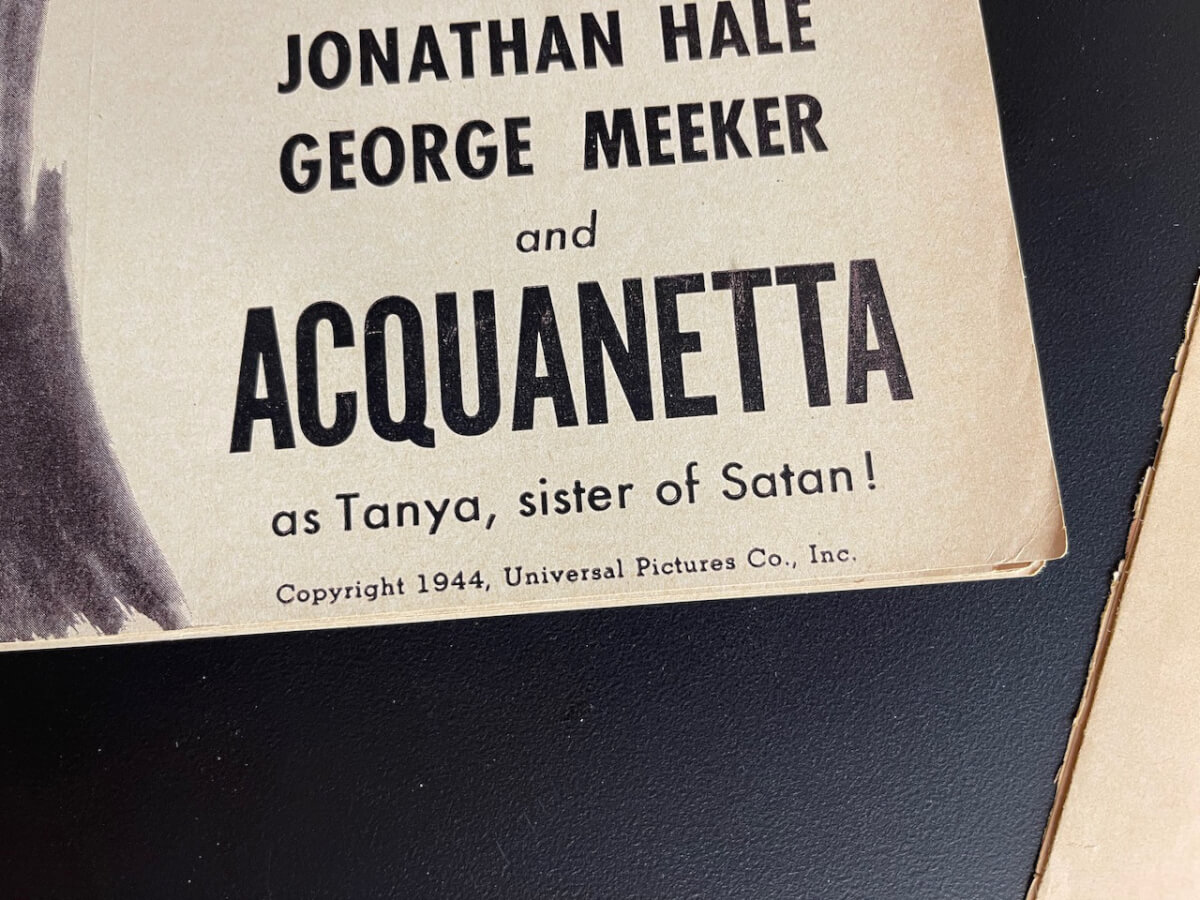 JONATHAN HALE
GEORGE MEEKER
and
ACQUANETTA
as Tanya, sister of Satan!
Copyright 1944, Universal Pictures Co., Inc.